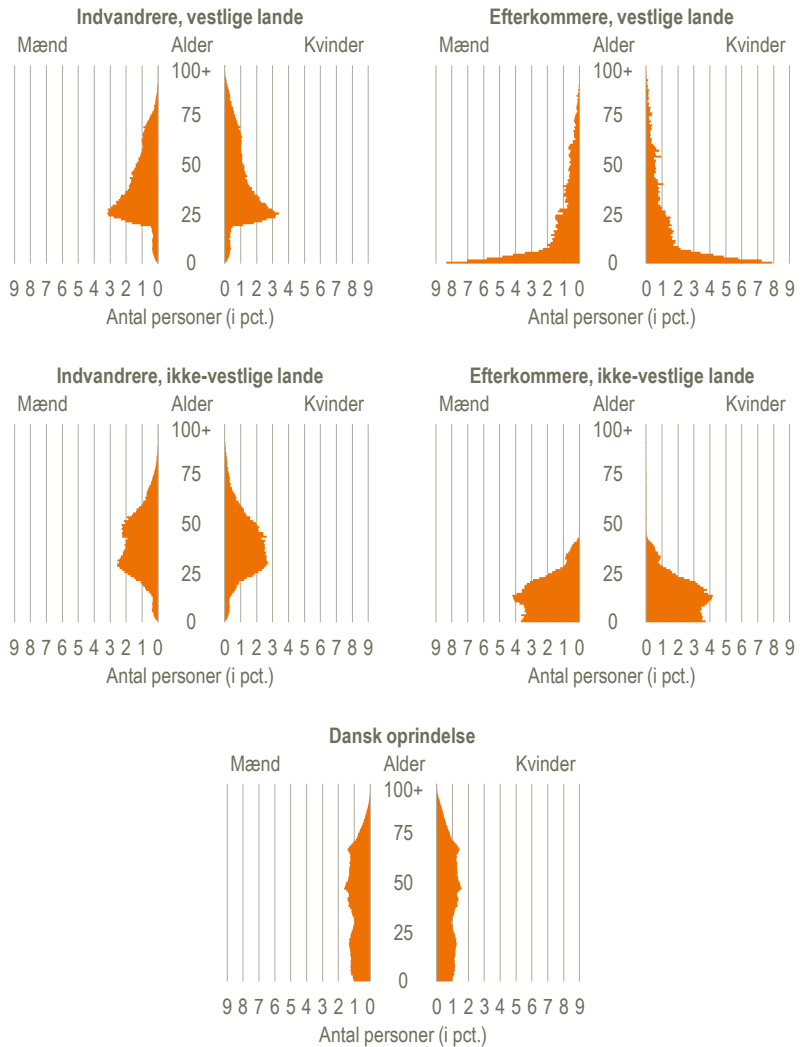 Indvandrere, vestlige lande
Mænd Alder Kvinder
100+
75
50
25
0
9 8 7 6 5 4 3 2 1 0 0 1 2 3 4 5 6 7 8 9
Antal personer (i pct.)
Efterkommere, vestlige lande
Mænd Alder Kvinder
100+
75
50
25
0
9 8 7 6 5 4 3 2 1 0 0 1 2 3 4 5 6 7 8 9
Antal personer (i pct.)
Indvandrere, ikke-vestlige lande
Mænd Alder Kvinder
100+
75
50
25
0
9 8 7 6 5 4 3 2 1 0 0 1 2 3 4 5 6 7 8 9
Antal personer (i pct.)
Efterkommere, ikke-vestlige lande
Mænd Alder Kvinder
100+
75
50
25
0
9 8 7 6 5 4 3 2 1 0 0 1 2 3 4 5 6 7 8 9
Antal personer (i pct.)
Dansk oprindelse
Mænd Alder Kvinder
100+
75
50
25
0
9 8 7 6 5 4 3 2 1 0 0 1 2 3 4 5 6 7 8 9
Antal personer (i pct.)